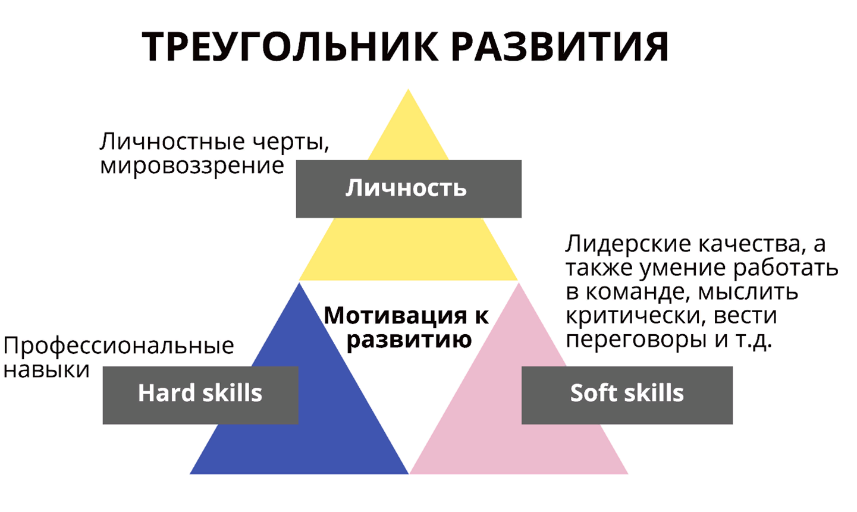 ТРЕУГОЛЬНИК РАЗВИТИЯ
Личностные черты,
мировоззрение
Личность
Лидерские качества, а
также умение работать
в команде, мыслить
критически, вести
переговоры и т.д.
Мотивация к
развитию
Профессиональные
навыки
Hard skills
Soft skills